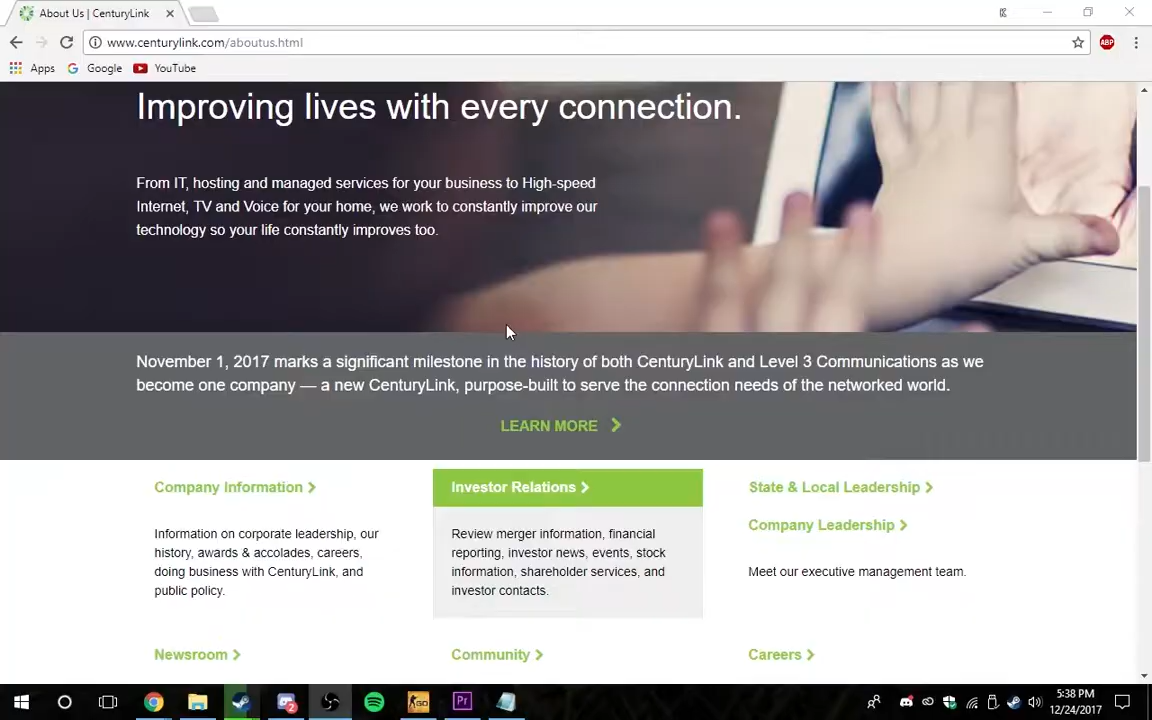 About Us | CenturyLink
www.centurylink.com/aboutus.html
ABP
Apps Google YouTube
Improving lives with every connection.
From IT, hosting and managed services for your business to High-speed
Internet, TV and Voice for your home, we work to constantly improve our
technology so your life constantly improves too.
November 1, 2017 marks a significant milestone in the history of both CenturyLink and Level 3 Communications as we
become one company — a new CenturyLink, purpose-built to serve the connection needs of the networked world.
LEARN MORE
Company Information
Information on corporate leadership, our
history, awards & accolades, careers,
doing business with CenturyLink, and
public policy.
Investor Relations
Review merger information, financial
reporting, investor news, events, stock
information, shareholder services, and
investor contacts.
State & Local Leadership
Company Leadership
Meet our executive management team.
Newsroom
Community
Careers
2
GO
Pr
5:38 PM
12/24/2017